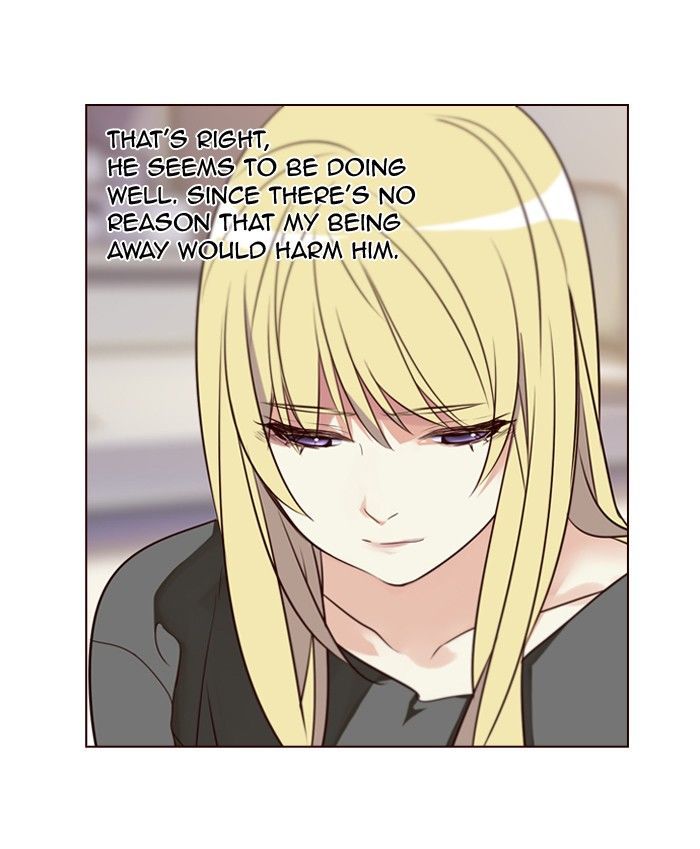 THAT'S RIGHT,
HE SEEMS TO BE DOING
WELL. SINCE THERE'S NO
REASON THAT MY BEING
AWAY WOULD HARM HIM.